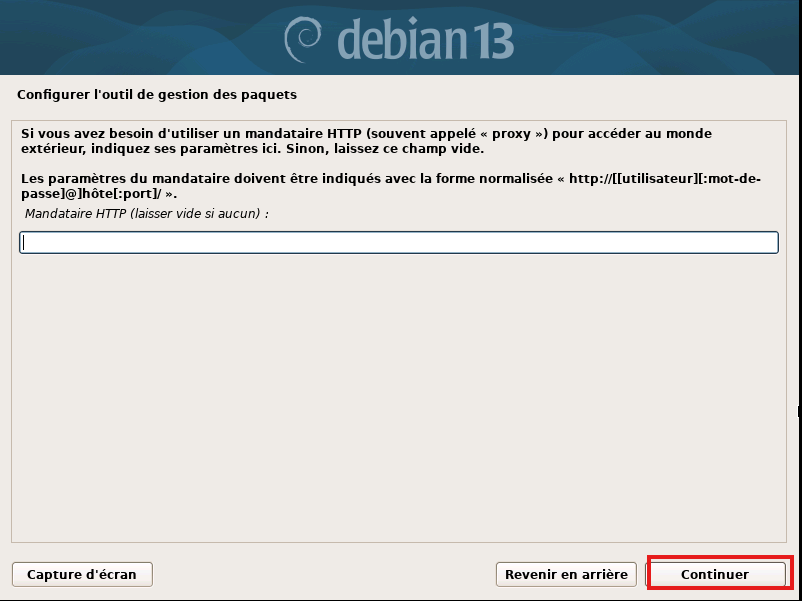 debian 13
Configurer l'outil de gestion des paquets
Si vous avez besoin d'utiliser un mandataire HTTP (souvent appelé « proxy ») pour accéder au monde
extérieur, indiquez ses paramètres ici. Sinon, laissez ce champ vide.
Les paramètres du mandataire doivent être indiqués avec la forme normalisée « http://[[utilisateur][:mot-de-
passe]@]hôte[:port]/ ».
Mandataire HTTP (laisser vide si aucun) :
Capture d'écran
Revenir en arrière
Continuer